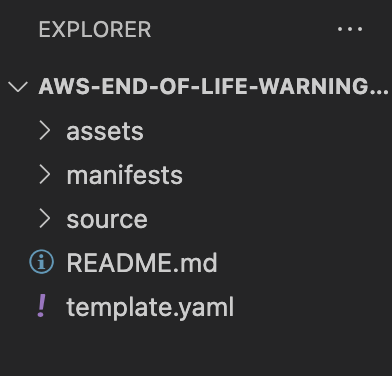 EXPLORER
AWS-END-OF-LIFE-WARNING...
assets
manifests
source
README.md
template.yaml